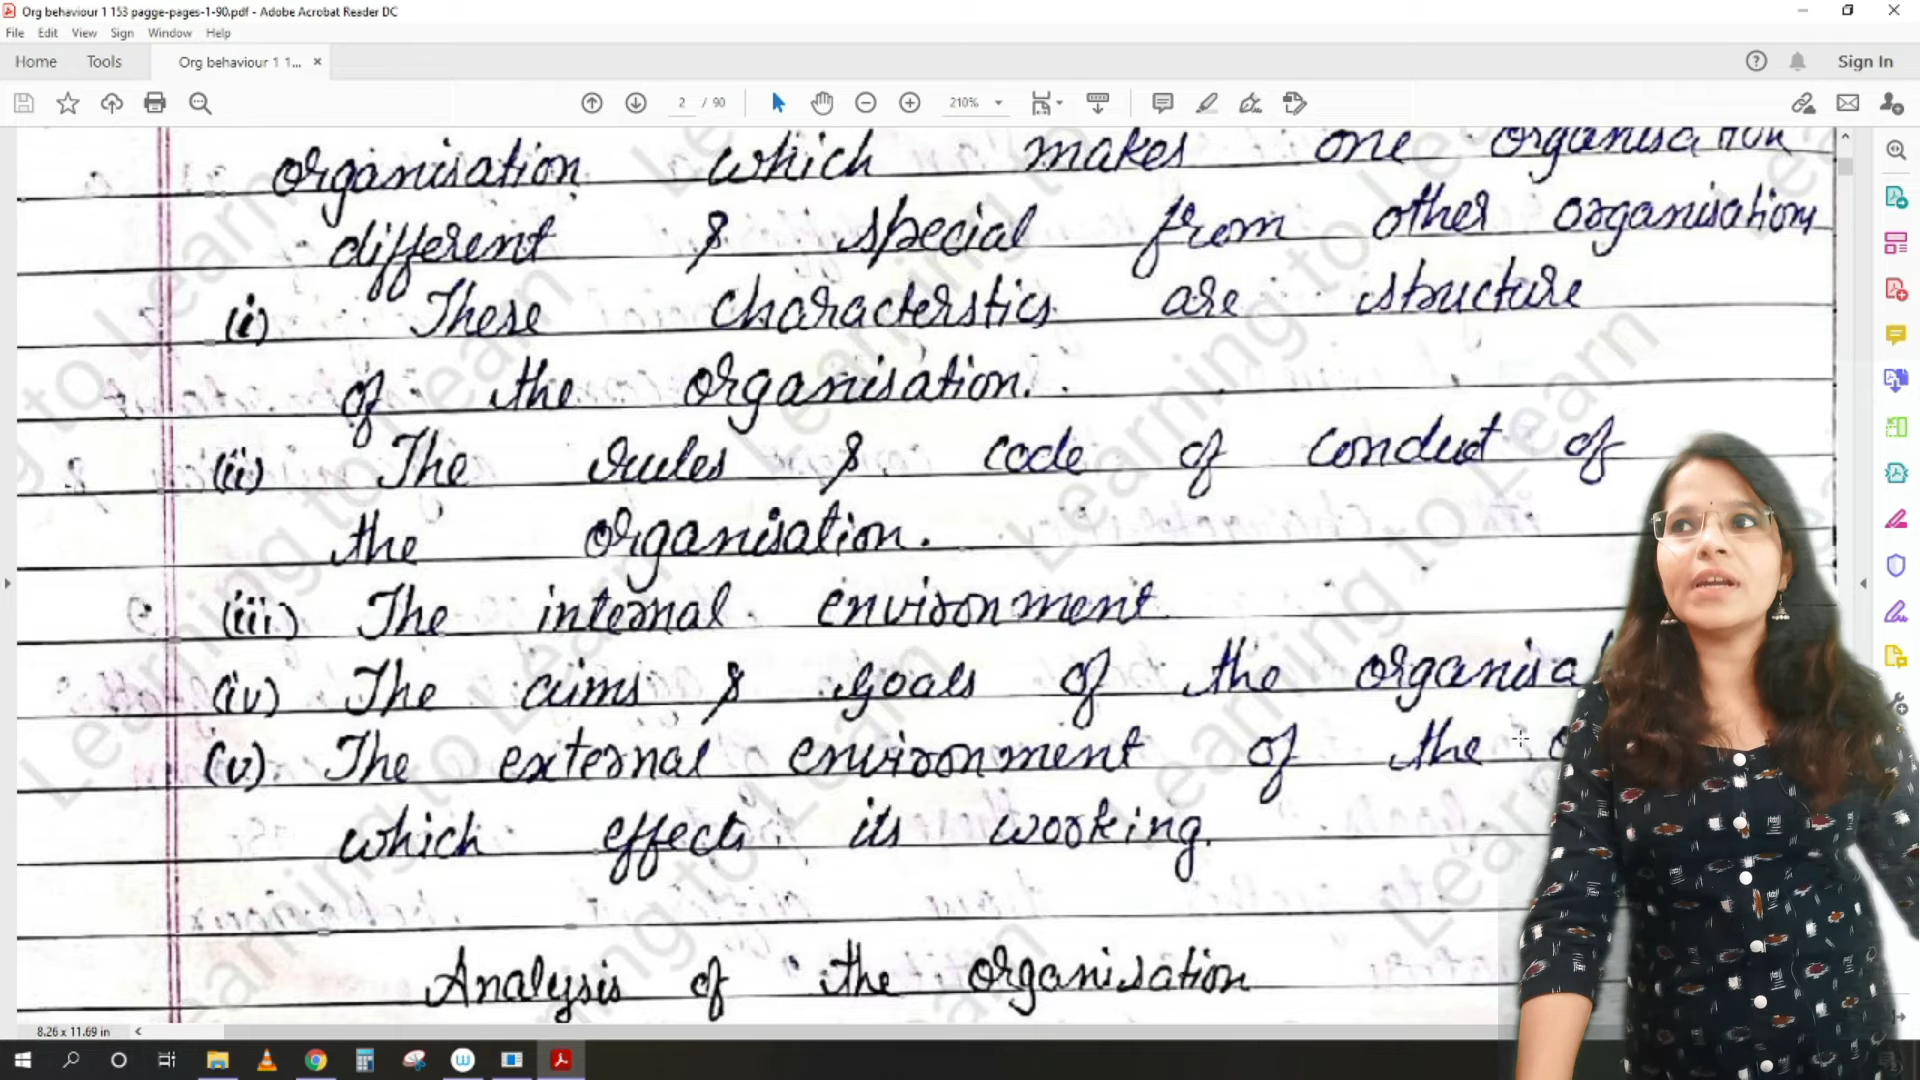 Org behaviour 1 153 pagge-pages-1-90.pdf - Adobe Acrobat Reader DC
File Edit View Sign Window Help
Home Tools Org behaviour 1 1... × Sign In
2 / 90 210%
organisation which makes one organisation
different & special from other organisations
(i) These characterstics are structure
of the organisation.
(ii) The rules & code of conduct of
the organisation.
(iii) The internal environment
(iv) The aims & goals of the organisa
(v) The external environment of the o
which effects its working.
Analysis of the organisation
8.26 x 11.69 in
Learning to Learn